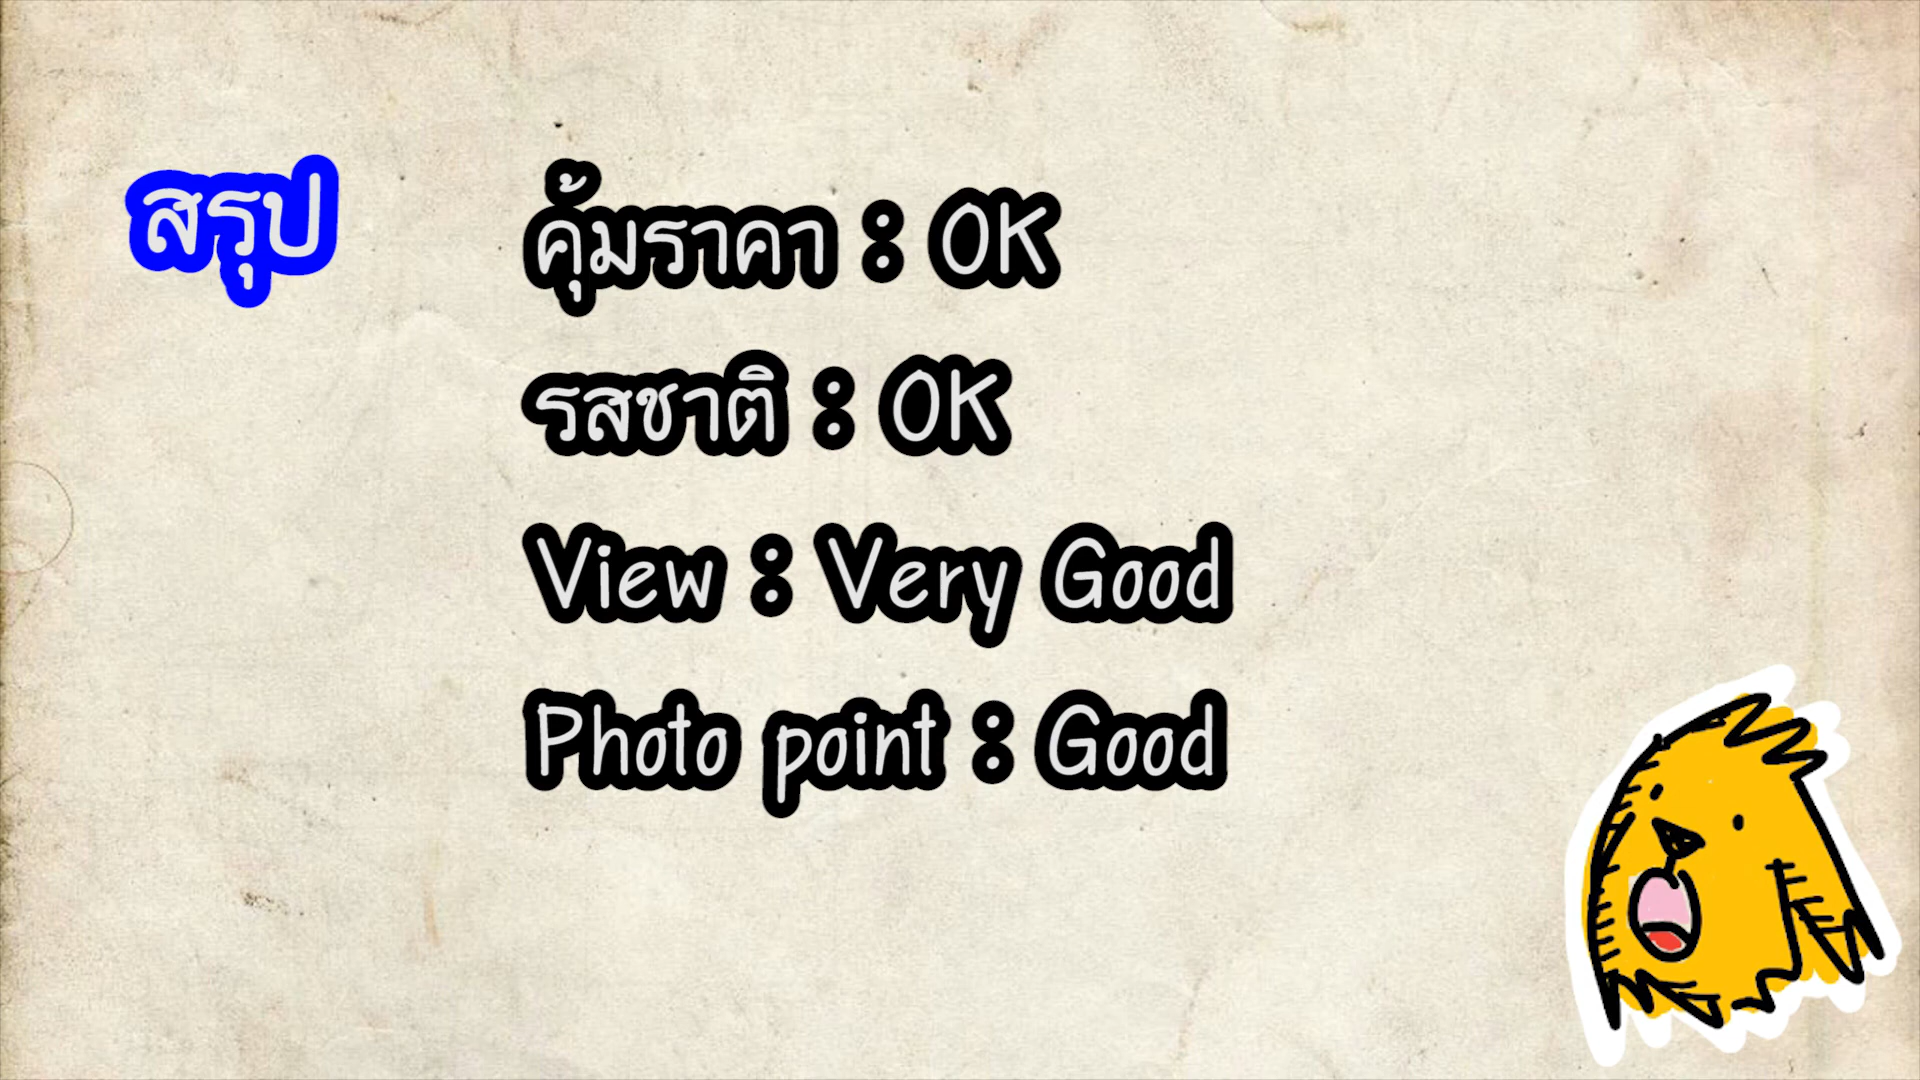 สรุป
คุ้มราคา : OK
รสชาติ : OK
View : Very Good
Photo point : Good